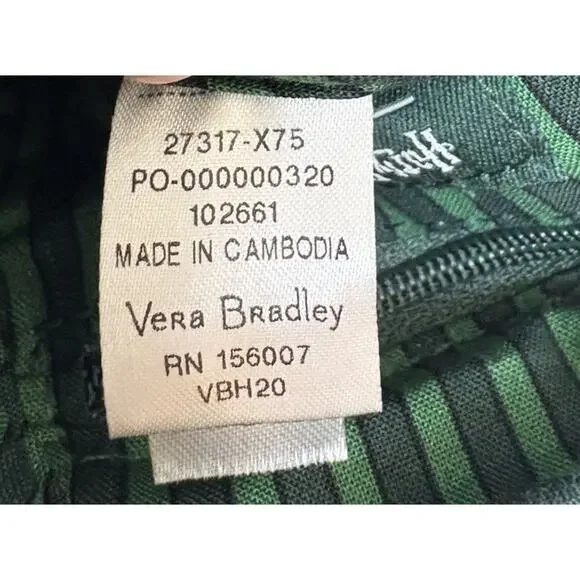 27317-X75
PO-000000320
102661
MADE IN CAMBODIA
Vera Bradley
RN 156007
VBH20